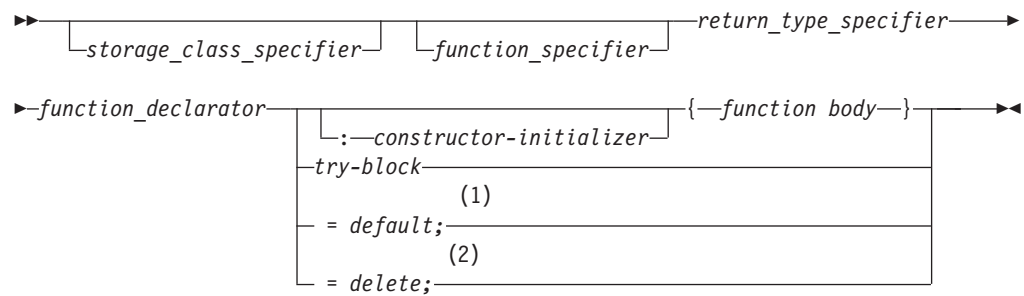 storage_class_specifier function_specifier return_type_specifier
function_declarator : constructor-initializer { function body }
try-block
(1)
= default;
(2)
= delete;